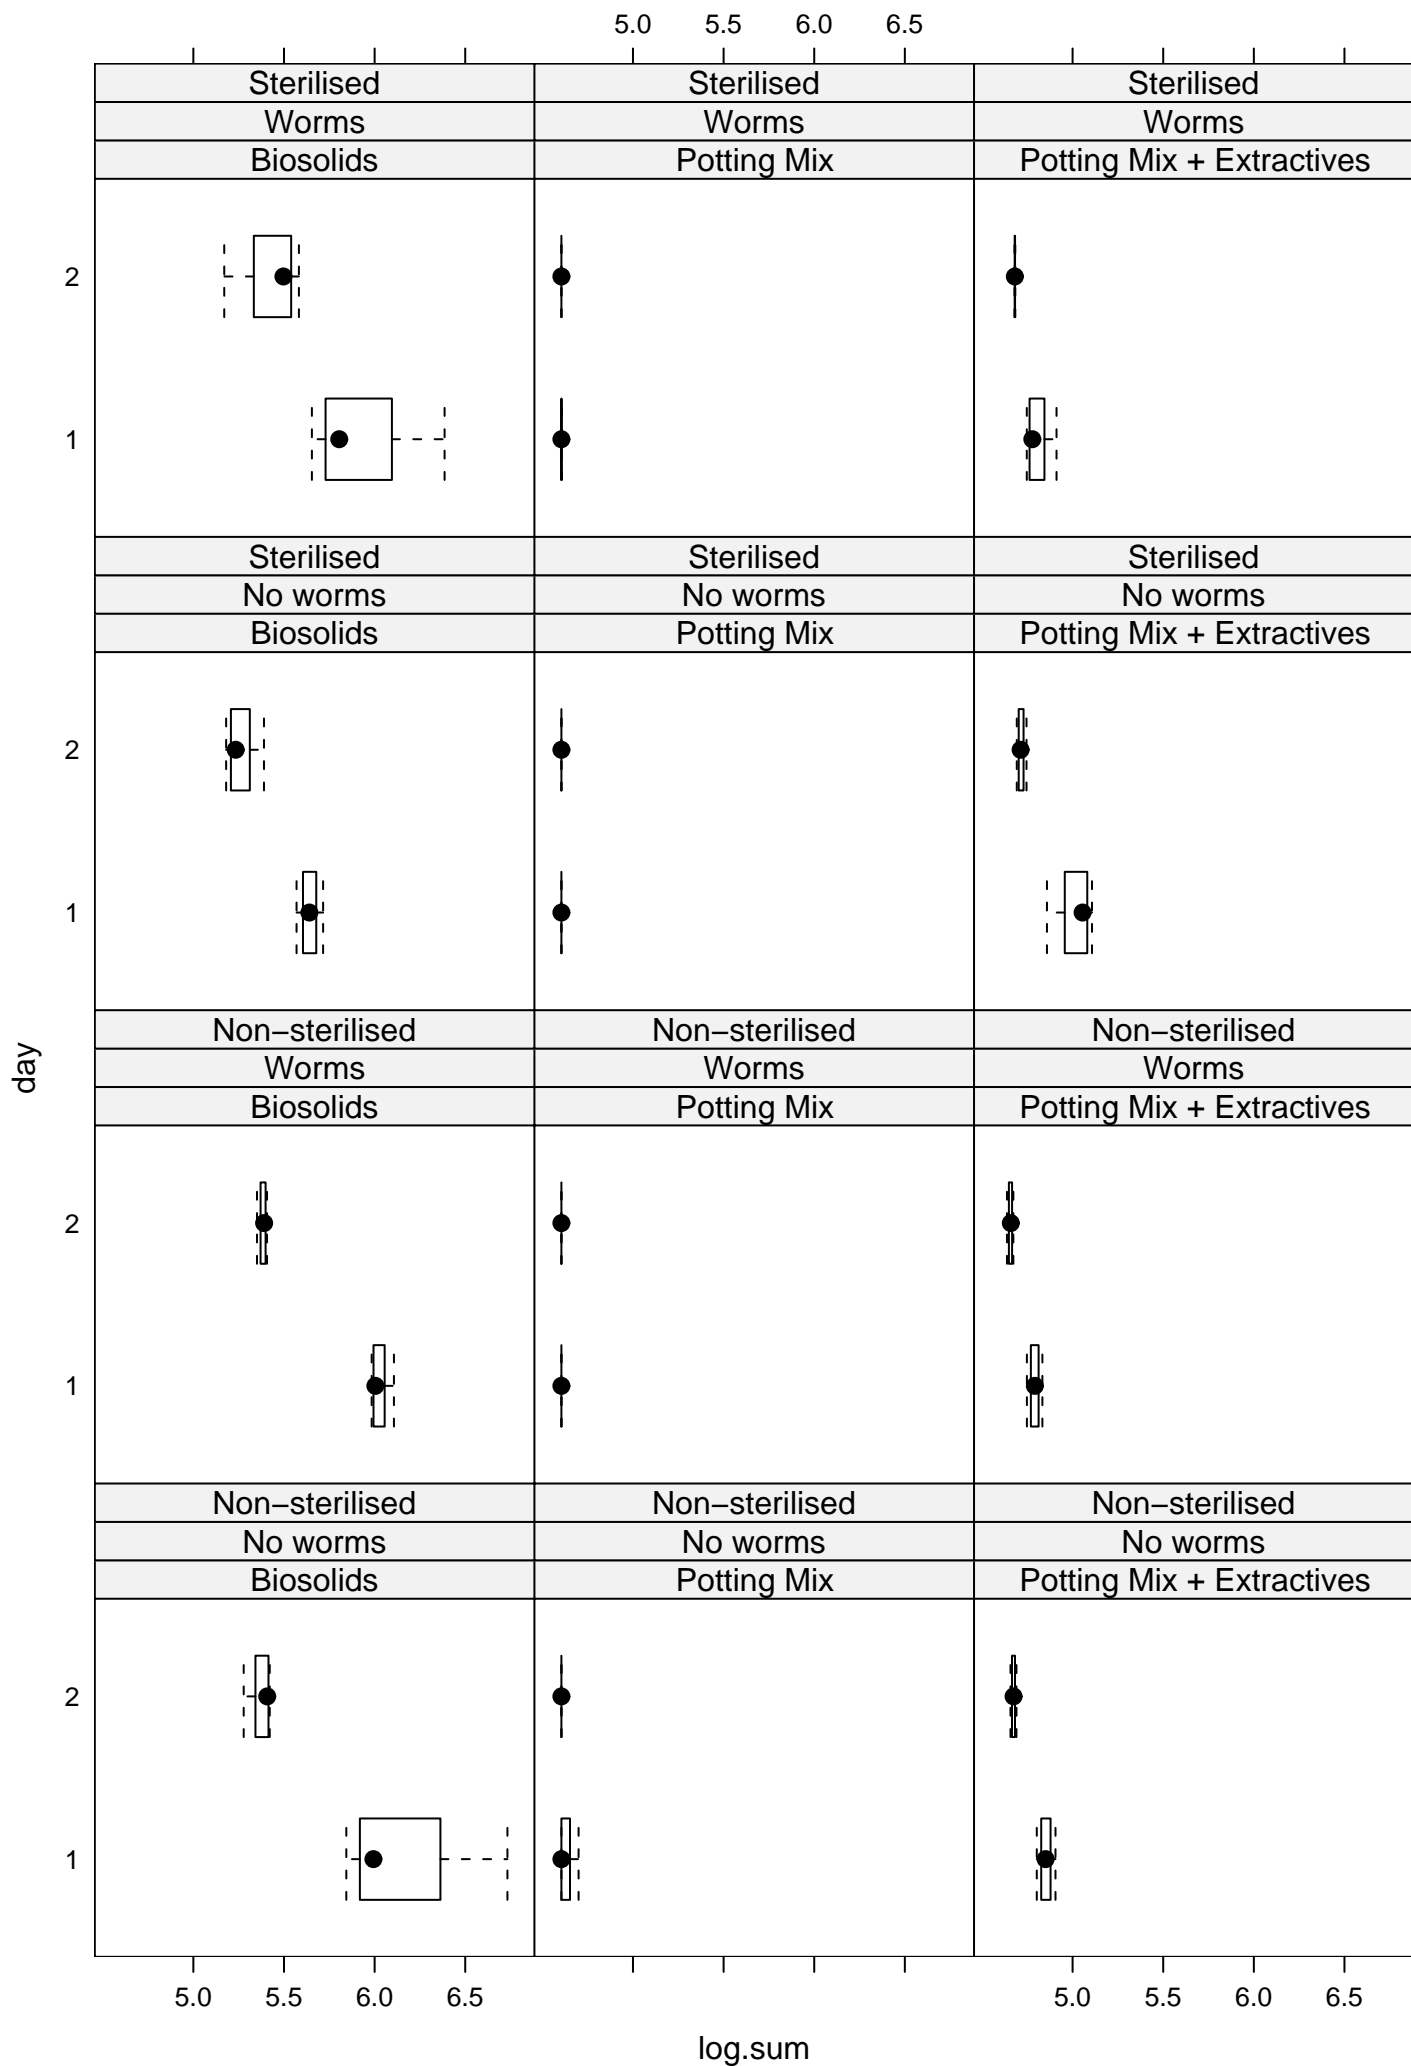 5.0 5.5 6.0 6.5
Sterilised Sterilised Sterilised
Worms Worms Worms
Biosolids Potting Mix Potting Mix + Extractives
2
1
Sterilised Sterilised Sterilised
No worms No worms No worms
Biosolids Potting Mix Potting Mix + Extractives
2
1
Non−sterilised Non−sterilised Non−sterilised
Worms Worms Worms
Biosolids Potting Mix Potting Mix + Extractives
day
2
1
Non−sterilised Non−sterilised Non−sterilised
No worms No worms No worms
Biosolids Potting Mix Potting Mix + Extractives
2
1
5.0 5.5 6.0 6.5 5.0 5.5 6.0 6.5
log.sum